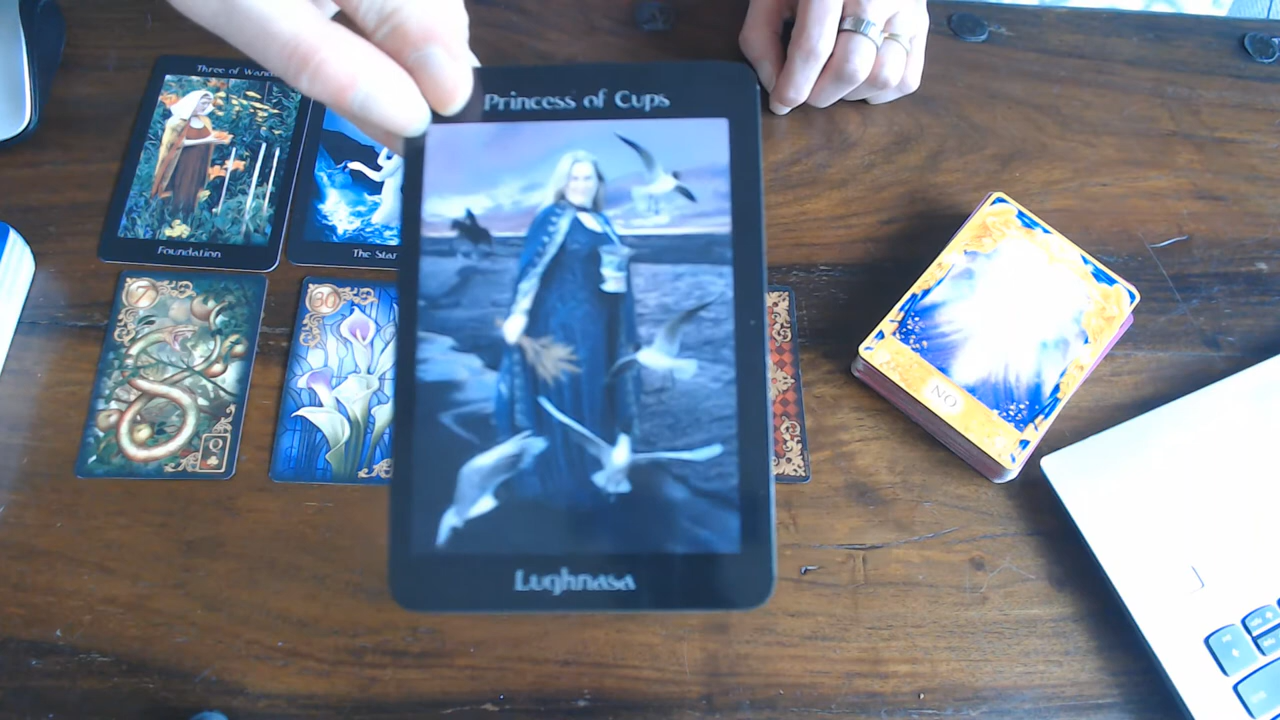 Three of Wands
Foundation
The Star
Princess of Cups
Lughnasa
7
Q
30
NO